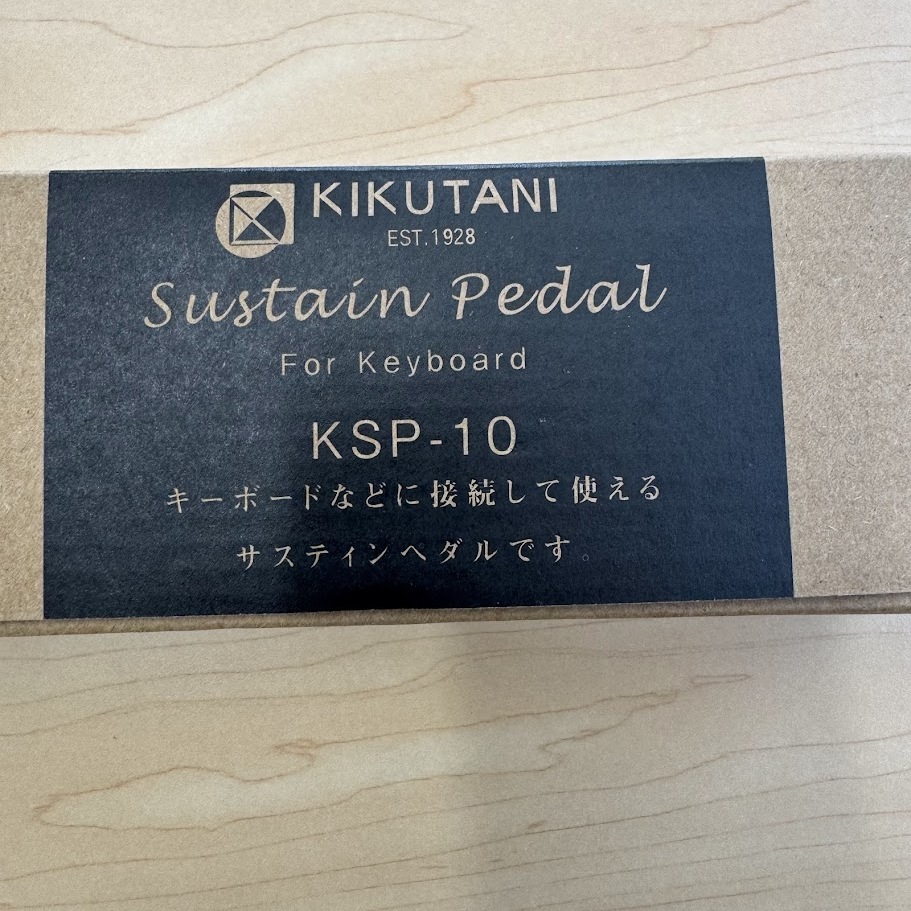 KIKUTANI
EST.1928
Sustain Pedal
For Keyboard
KSP-10
キーボードなどに接続して使える
サスティンペダルです。